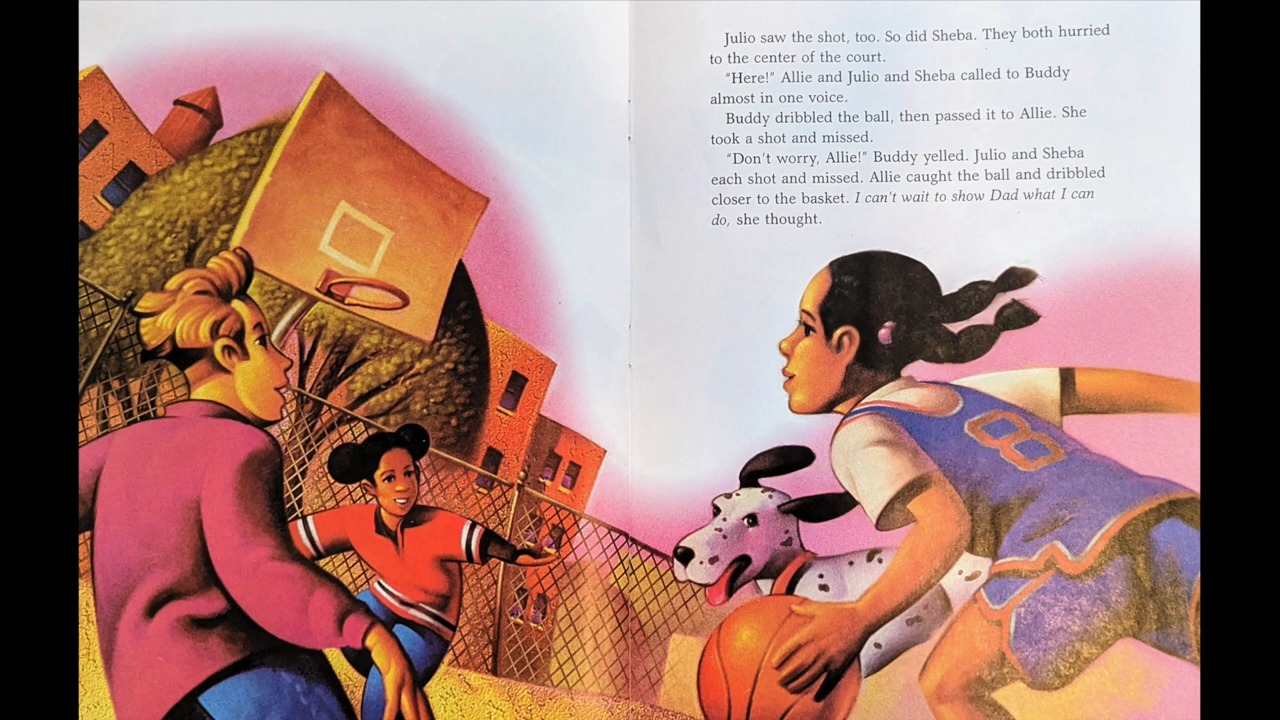 Julio saw the shot, too. So did Sheba. They both hurried
to the center of the court.
"Here!" Allie and Julio and Sheba called to Buddy
almost in one voice.
Buddy dribbled the ball, then passed it to Allie. She
took a shot and missed.
"Don't worry, Allie!" Buddy yelled. Julio and Sheba
each shot and missed. Allie caught the ball and dribbled
closer to the basket. I can't wait to show Dad what I can
do, she thought.
8